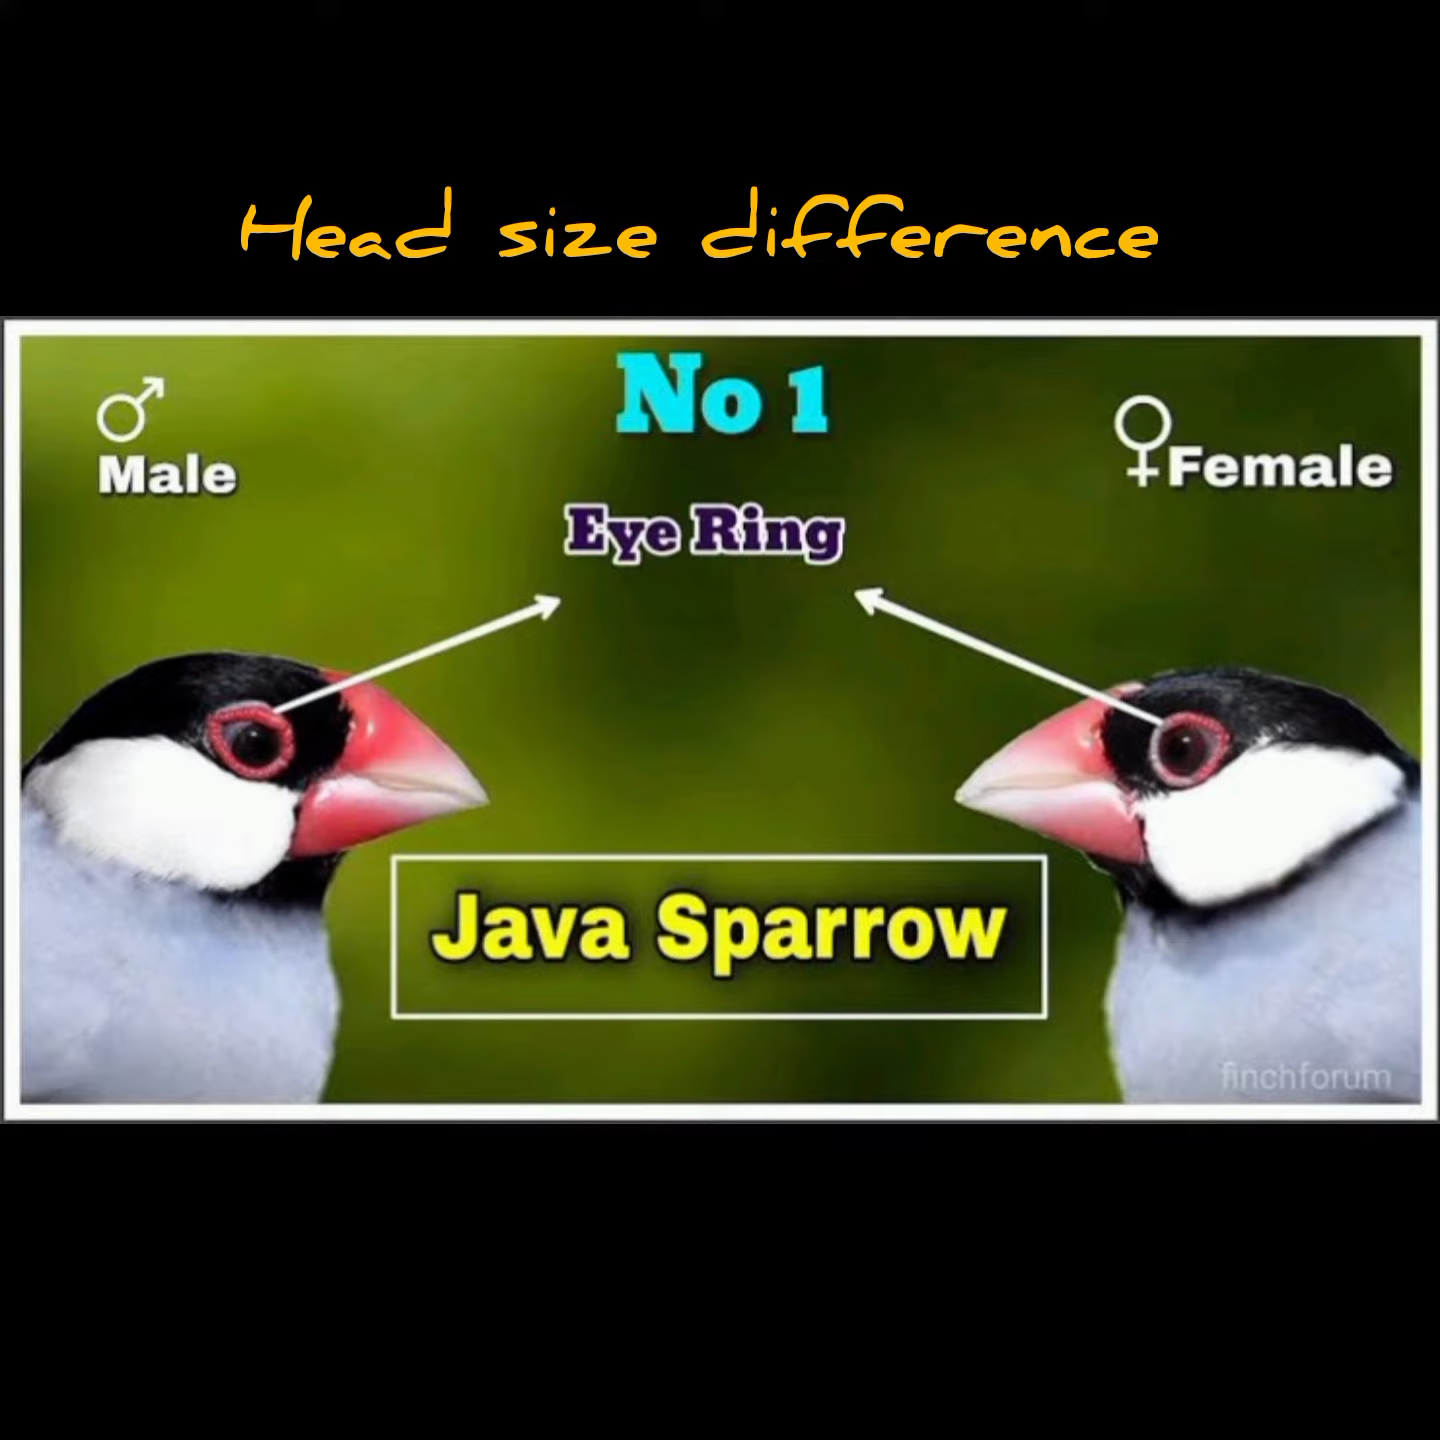 Head size difference
No 1
♂
Male
♀ Female
Eye Ring
Java Sparrow
finchforum